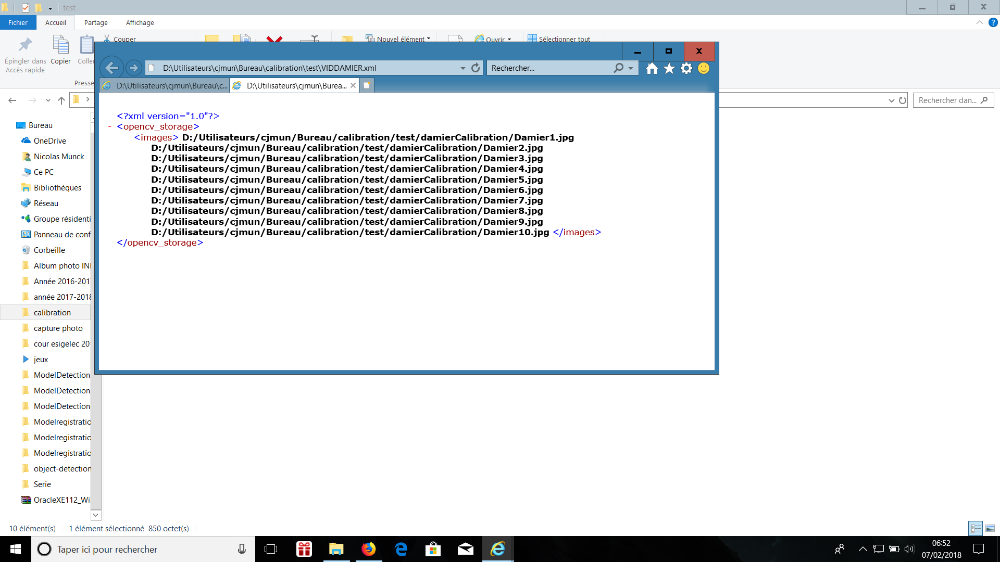 test
Fichier
Accueil
Partage
Affichage
Couper
Nouvel élément
Ouvrir
Sélectionner tout
Épingler dans
Accès rapide
Copier
Coller
Presse
D:\Utilisateurs\cjmun\Bureau\calibration\test\VIDDAMIER.xml
Rechercher...
D:\Utilisateurs\cjmun\Bureau\c...
D:\Utilisateurs\cjmun\Burea...
Rechercher dan...
<?xml version="1.0"?>
- <opencv_storage>
<images> D:/Utilisateurs/cjmun/Bureau/calibration/test/damierCalibration/Damier1.jpg
D:/Utilisateurs/cjmun/Bureau/calibration/test/damierCalibration/Damier2.jpg
D:/Utilisateurs/cjmun/Bureau/calibration/test/damierCalibration/Damier3.jpg
D:/Utilisateurs/cjmun/Bureau/calibration/test/damierCalibration/Damier4.jpg
D:/Utilisateurs/cjmun/Bureau/calibration/test/damierCalibration/Damier5.jpg
D:/Utilisateurs/cjmun/Bureau/calibration/test/damierCalibration/Damier6.jpg
D:/Utilisateurs/cjmun/Bureau/calibration/test/damierCalibration/Damier7.jpg
D:/Utilisateurs/cjmun/Bureau/calibration/test/damierCalibration/Damier8.jpg
D:/Utilisateurs/cjmun/Bureau/calibration/test/damierCalibration/Damier9.jpg
D:/Utilisateurs/cjmun/Bureau/calibration/test/damierCalibration/Damier10.jpg </images>
</opencv_storage>
Bureau
OneDrive
Nicolas Munck
Ce PC
Bibliothèques
Réseau
Groupe résidenti
Panneau de conf
Corbeille
Album photo IN
Année 2016-201
année 2017-2018
calibration
capture photo
cour esigelec 20
jeux
ModelDetection
ModelDetection
ModelDetection
Modelregistratio
Modelregistratio
Modelregistratio
object-detection
Serie
OracleXE112_Wi
10 élément(s)
1 élément sélectionné 850 octet(s)
Taper ici pour rechercher
06:52
07/02/2018